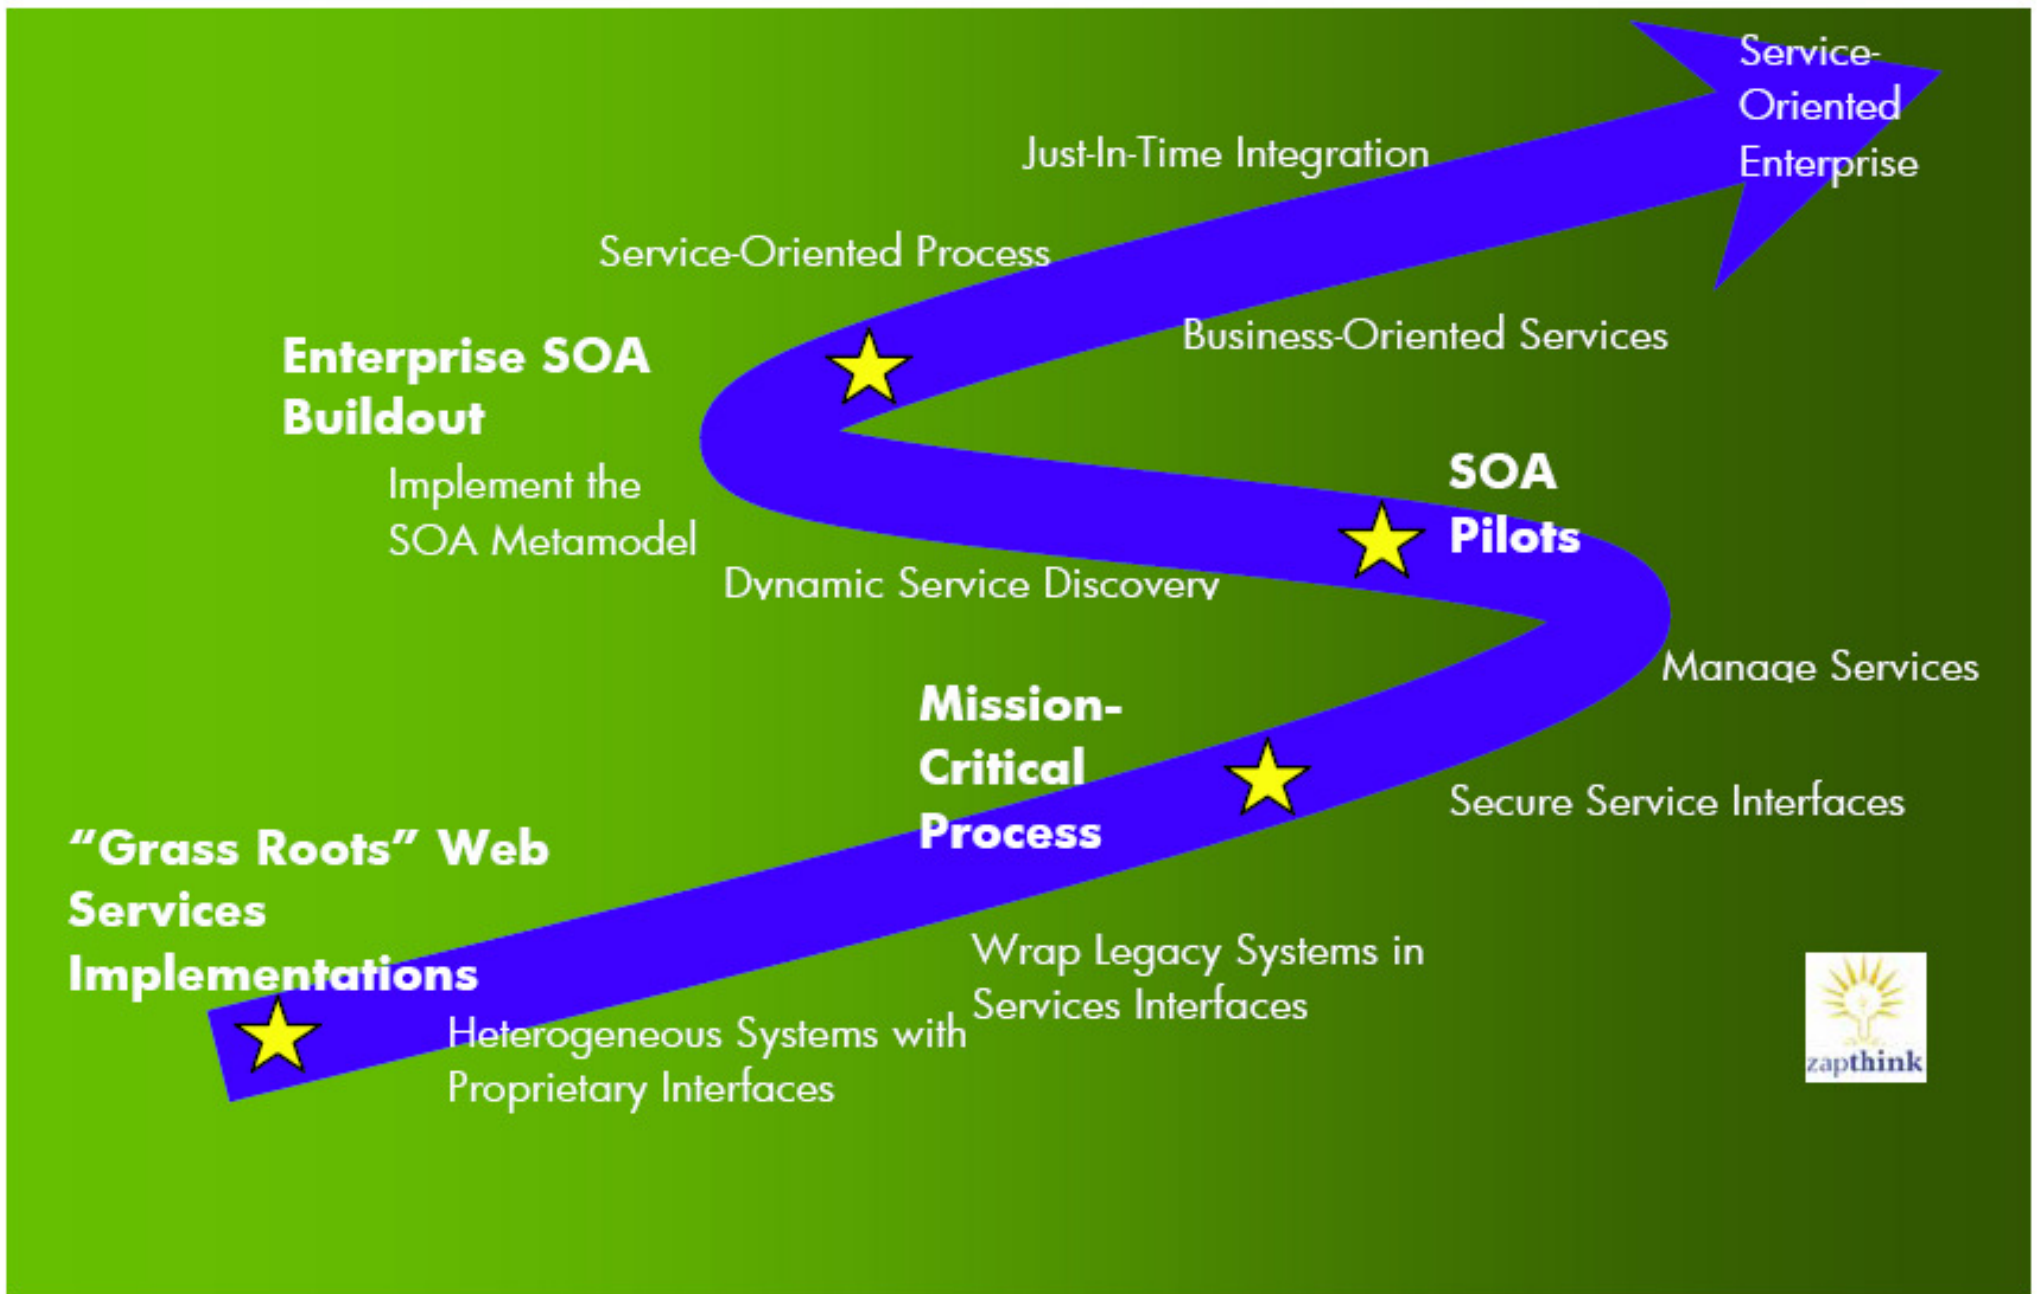 Service-
Oriented
Enterprise
Just-In-Time Integration
Service-Oriented Process
Business-Oriented Services
Enterprise SOA
Buildout
Implement the
SOA Metamodel
SOA
Pilots
Dynamic Service Discovery
Manage Services
Mission-
Critical
Process
Secure Service Interfaces
“Grass Roots” Web
Services
Implementations
Wrap Legacy Systems in
Services Interfaces
Heterogeneous Systems with
Proprietary Interfaces
zapthink